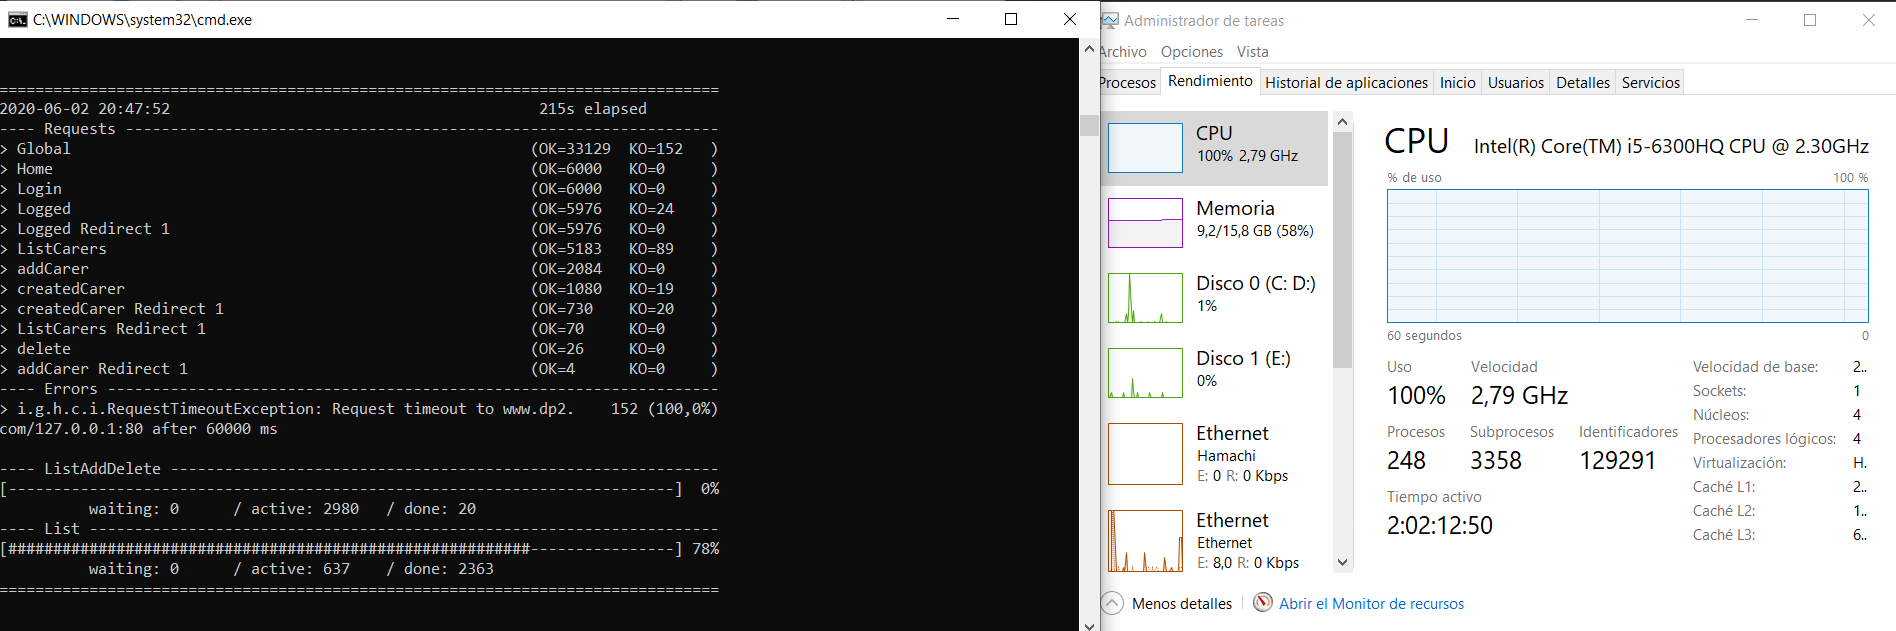 C:\WINDOWS\system32\cmd.exe
================================================================================
2020-06-02 20:47:52                                         215s elapsed
---- Requests ------------------------------------------------------------------
> Global                                                   (OK=33129  KO=152   )
> Home                                                     (OK=6000   KO=0     )
> Login                                                    (OK=6000   KO=0     )
> Logged                                                   (OK=5976   KO=24    )
> Logged Redirect 1                                        (OK=5976   KO=0     )
> ListCarers                                               (OK=5183   KO=89    )
> addCarer                                                 (OK=2084   KO=0     )
> createdCarer                                             (OK=1080   KO=19    )
> createdCarer Redirect 1                                  (OK=730    KO=20    )
> ListCarers Redirect 1                                    (OK=70     KO=0     )
> delete                                                   (OK=26     KO=0     )
> addCarer Redirect 1                                      (OK=4      KO=0     )
---- Errors --------------------------------------------------------------------
> i.g.h.c.i.RequestTimeoutException: Request timeout to www.dp2.    152 (100,0%)
com/127.0.0.1:80 after 60000 ms
---- ListAddDelete -------------------------------------------------------------
[--------------------------------------------------------------------------]  0%
          waiting: 0      / active: 2980   / done: 20
---- List ----------------------------------------------------------------------
[##########################################################----------------] 78%
          waiting: 0      / active: 637    / done: 2363
================================================================================
Administrador de tareas
Archivo Opciones Vista
Procesos Rendimiento Historial de aplicaciones Inicio Usuarios Detalles Servicios
CPU
100% 2,79 GHz
Memoria
9,2/15,8 GB (58%)
Disco 0 (C: D:)
1%
Disco 1 (E:)
0%
Ethernet
Hamachi
E: 0 R: 0 Kbps
Ethernet
Ethernet
E: 8,0 R: 0 Kbps
CPU Intel(R) Core(TM) i5-6300HQ CPU @ 2.30GHz
% de uso 100 %
60 segundos 0
Uso Velocidad
100% 2,79 GHz
Procesos Subprocesos Identificadores
248 3358 129291
Tiempo activo
2:02:12:50
Velocidad de base: 2..
Sockets: 1
Núcleos: 4
Procesadores lógicos: 4
Virtualización: H.
Caché L1: 2..
Caché L2: 1..
Caché L3: 6..
Menos detalles Abrir el Monitor de recursos